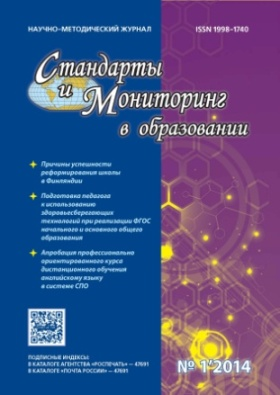 НАУЧНО-МЕТОДИЧЕСКИЙ ЖУРНАЛ
ISSN 1998-1740
Стандарты
и
Мониторинг
в образовании
Причины успешности
реформирования школы
в Финляндии
Подготовка педагога
к использованию
здоровьесберегающих
технологий при реализации ФГОС
начального и основного общего
образования
Апробация профессионально
ориентированного курса
дистанционного обучения
английскому языку
в системе СПО
ПОДПИСНЫЕ ИНДЕКСЫ:
В КАТАЛОГЕ АГЕНТСТВА «РОСПЕЧАТЬ» — 47691
В КАТАЛОГЕ «ПОЧТА РОССИИ» — 47691
№ 1'2014